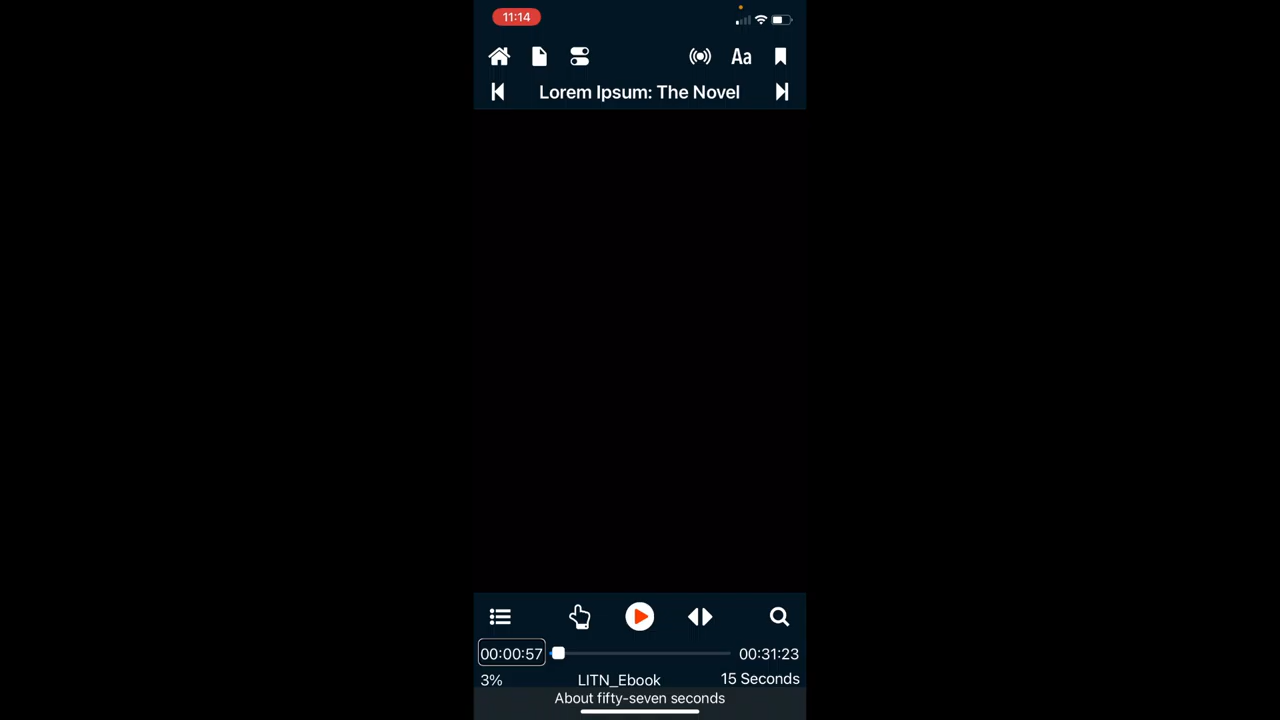 11:14
Aa
Lorem Ipsum: The Novel
00:00:57 00:31:23
3% LITN_Ebook 15 Seconds
About fifty-seven seconds